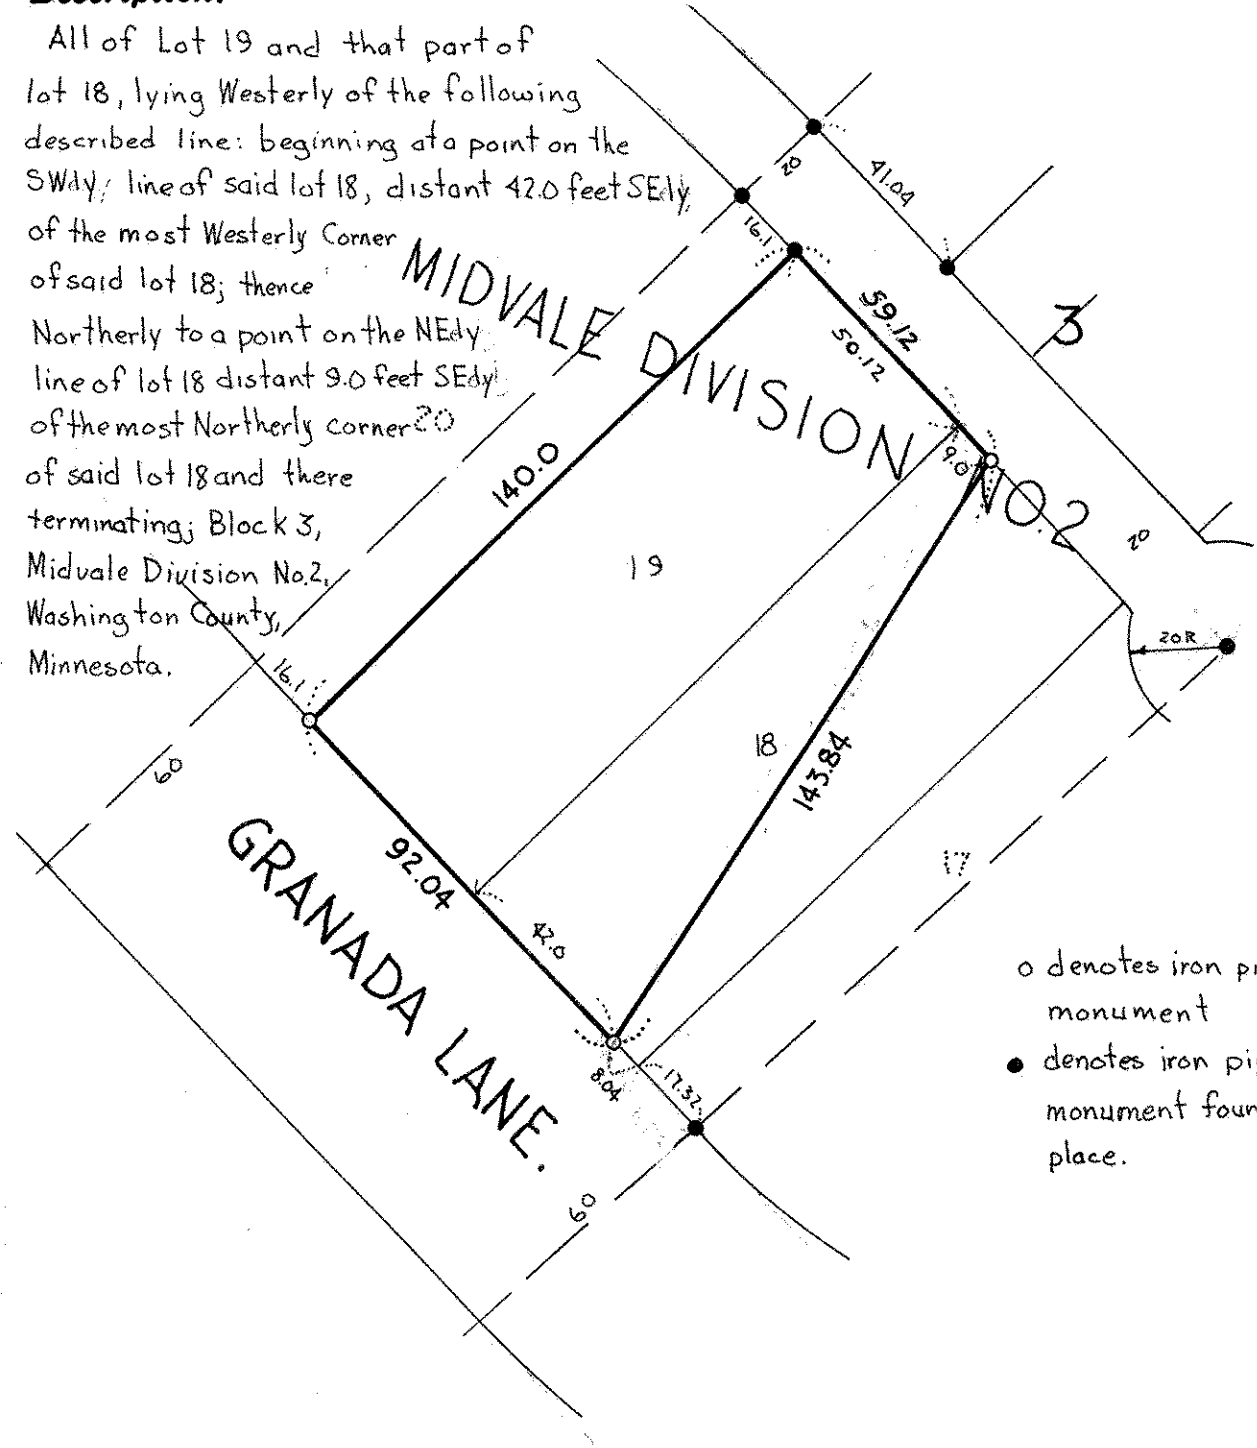 All of Lot 19 and that part of
lot 18, lying Westerly of the following
described line: beginning at a point on the
SWdy, line of said lot 18, distant 42.0 feet SEdy,
of the most Westerly Corner
of said lot 18; thence
Northerly to a point on the NEdy
line of lot 18 distant 9.0 feet SEdy
of the most Northerly corner
of said lot 18 and there
terminating; Block 3,
Midvale Division No.2,
Washington County,
Minnesota.
MIDVALE DIVISION NO.2
20
41.04
16.1
59.12
50.12
3
9.0
20
140.0
20
19
20R
16.1
18
143.84
60
17
92.04
42.0
GRANADA LANE.
8.04
17.32
60
o denotes iron
monument
● denotes iron
monument
place.